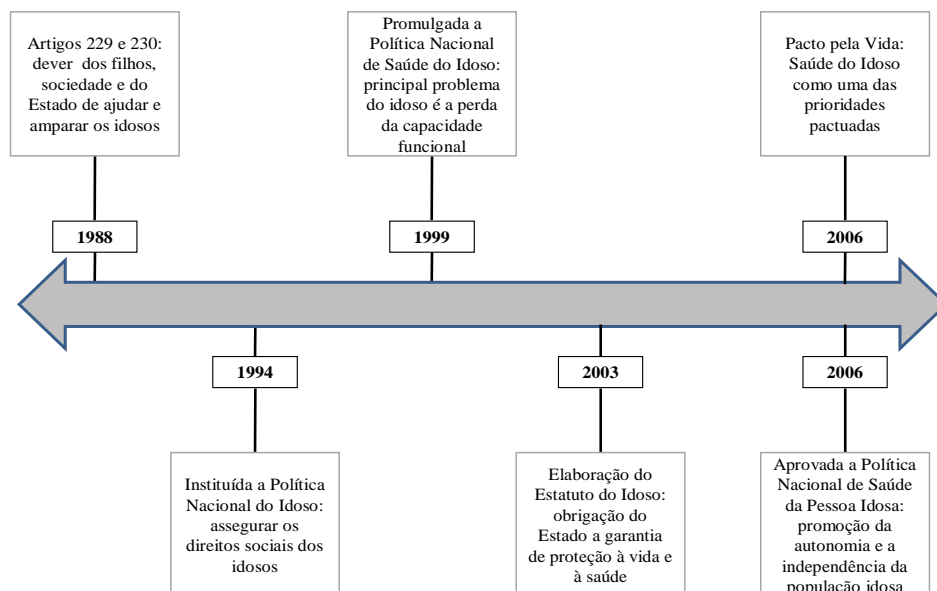 Artigos 229 e 230:
dever dos filhos,
sociedade e do
Estado de ajudar e
amparar os idosos
Promulgada a
Política Nacional
de Saúde do Idoso:
principal problema
do idoso é a perda
da capacidade
funcional
Pacto pela Vida:
Saúde do Idoso
como uma das
prioridades
pactuadas
1988
1999
2006
1994
2003
2006
Instituída a Política
Nacional do Idoso:
assegurar os
direitos sociais dos
idosos
Elaboração do
Estatuto do Idoso:
obrigação do
Estado a garantia
de proteção à vida e
à saúde
Aprovada a Política
Nacional de Saúde
da Pessoa Idosa:
promoção da
autonomia e a
independência da
população idosa